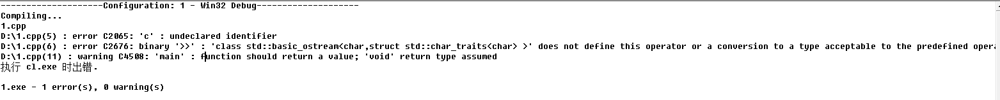 --------------------Configuration: 1 - Win32 Debug--------------------
Compiling...
1.cpp
D:\1.cpp(5) : error C2065: 'c' : undeclared identifier
D:\1.cpp(6) : error C2676: binary '>>' : 'class std::basic_ostream<char,struct std::char_traits<char> >' does not define this operator or a conversion to a type acceptable to the predefined opera
D:\1.cpp(11) : warning C4508: 'main' : function should return a value; 'void' return type assumed
执行 cl.exe 时出错.
1.exe - 1 error(s), 0 warning(s)